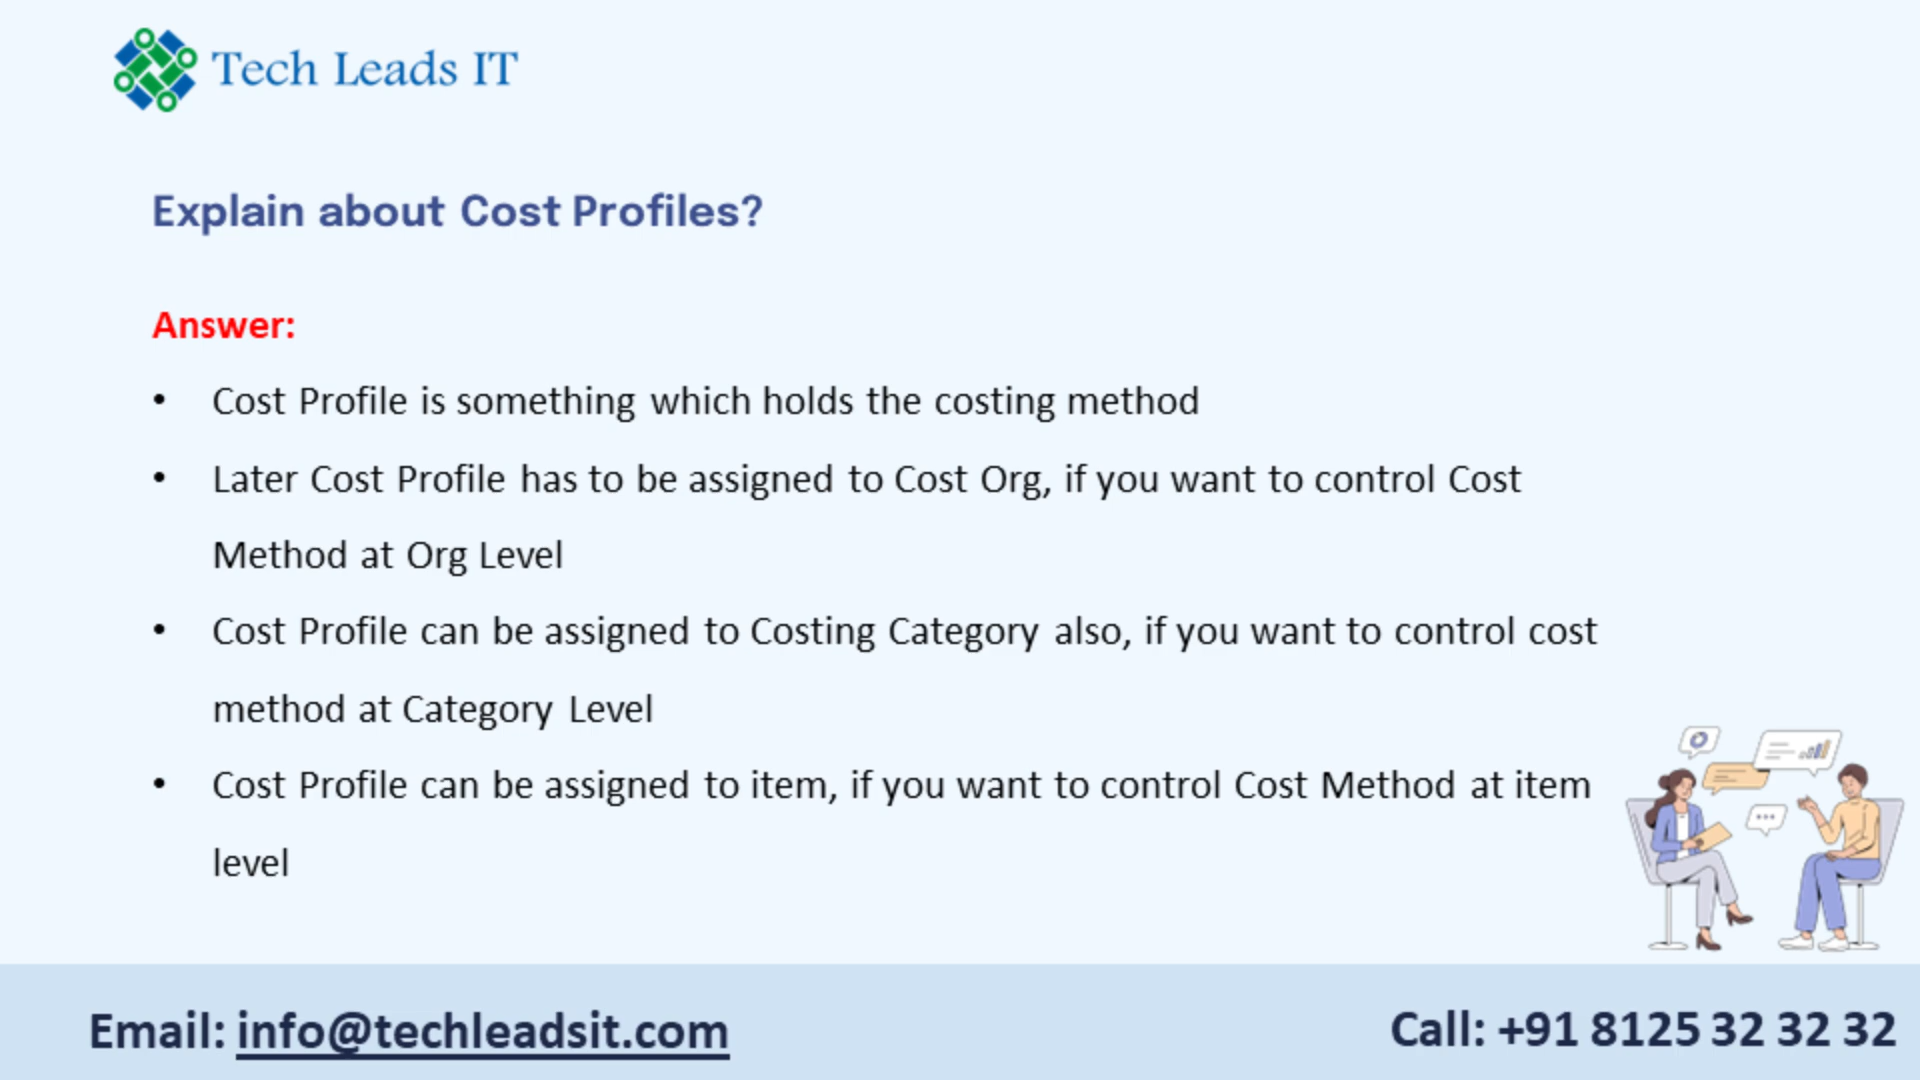 Tech Leads IT
Explain about Cost Profiles?
Answer:
• Cost Profile is something which holds the costing method
• Later Cost Profile has to be assigned to Cost Org, if you want to control Cost
Method at Org Level
• Cost Profile can be assigned to Costing Category also, if you want to control cost
method at Category Level
• Cost Profile can be assigned to item, if you want to control Cost Method at item
level
Email: info@techleadsit.com
Call: +91 8125 32 32 32